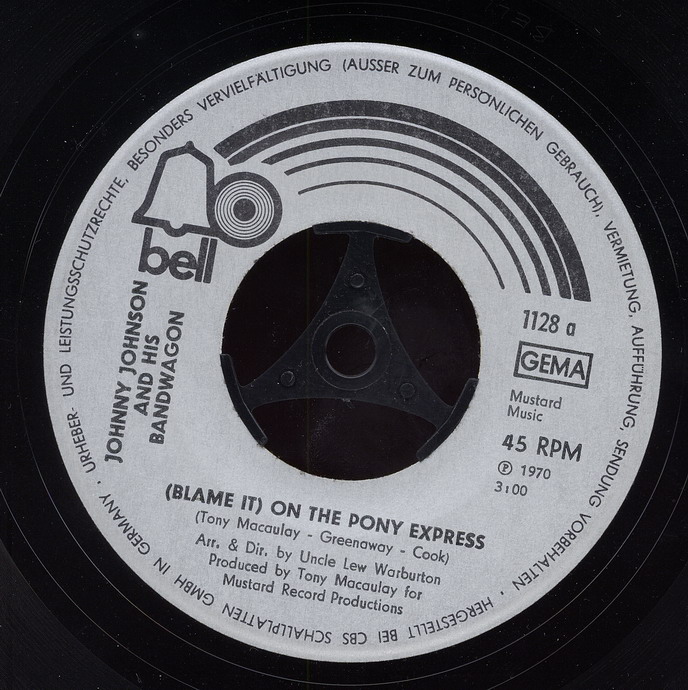 URHEBER- UND LEISTUNGSSCHUTZRECHTE, BESONDERS VERVIELFÄLTIGUNG (AUSSER ZUM PERSÖNLICHEN GEBRAUCH), VERMIETUNG, AUFFÜHRUNG, SENDUNG VORBEHALTEN · HERGESTELLT BEI CBS SCHALLPLATTEN GMBH IN GERMANY ·
bell
JOHNNY JOHNSON
AND HIS
BANDWAGON
1128 a
GEMA
Mustard
Music
45 RPM
℗ 1970
3:00
(BLAME IT) ON THE PONY EXPRESS
(Tony Macaulay - Greenaway - Cook)
Arr. & Dir. by Uncle Lew Warburton
Produced by Tony Macaulay for
Mustard Record Productions